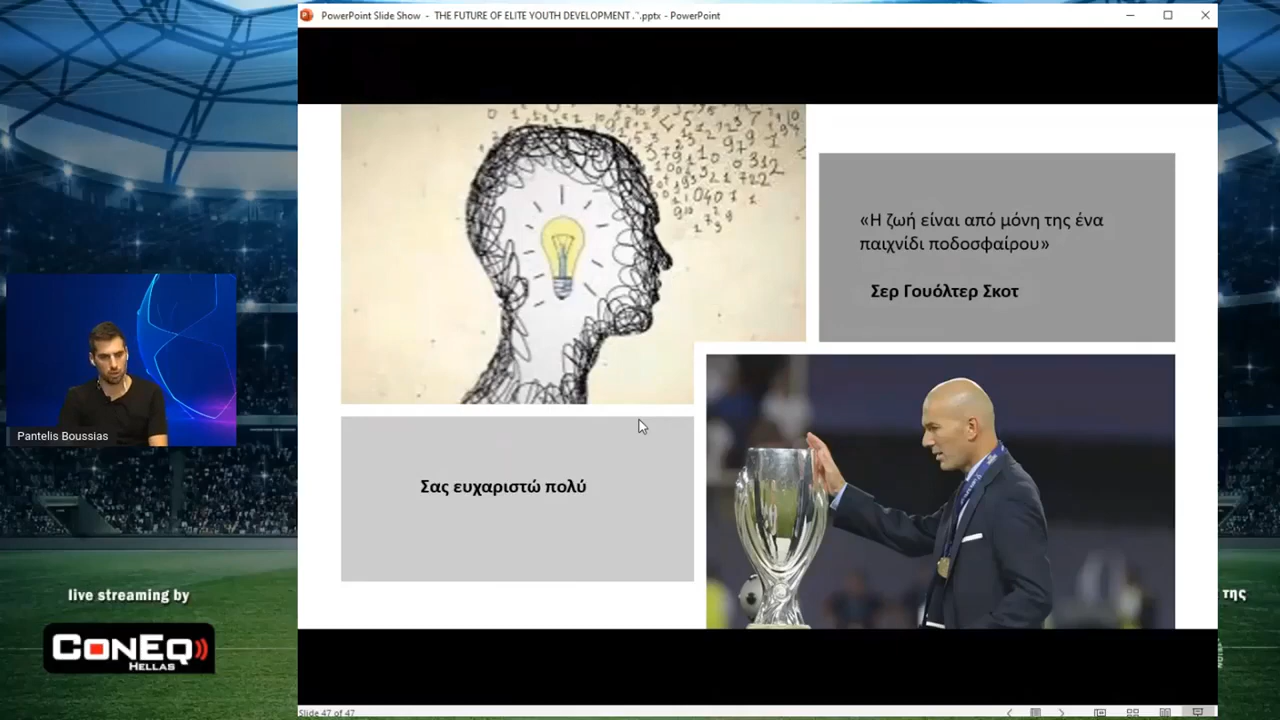 PowerPoint Slide Show - THE FUTURE OF ELITE YOUTH DEVELOPMENT .¨.pptx - PowerPoint
«Η ζωή είναι από μόνη της ένα
παιχνίδι ποδοσφαίρου»
Σερ Γουόλτερ Σκοτ
Pantelis Boussias
Σας ευχαριστώ πολύ
live streaming by
CONEQ
HELLAS
της
Slide 47 of 47